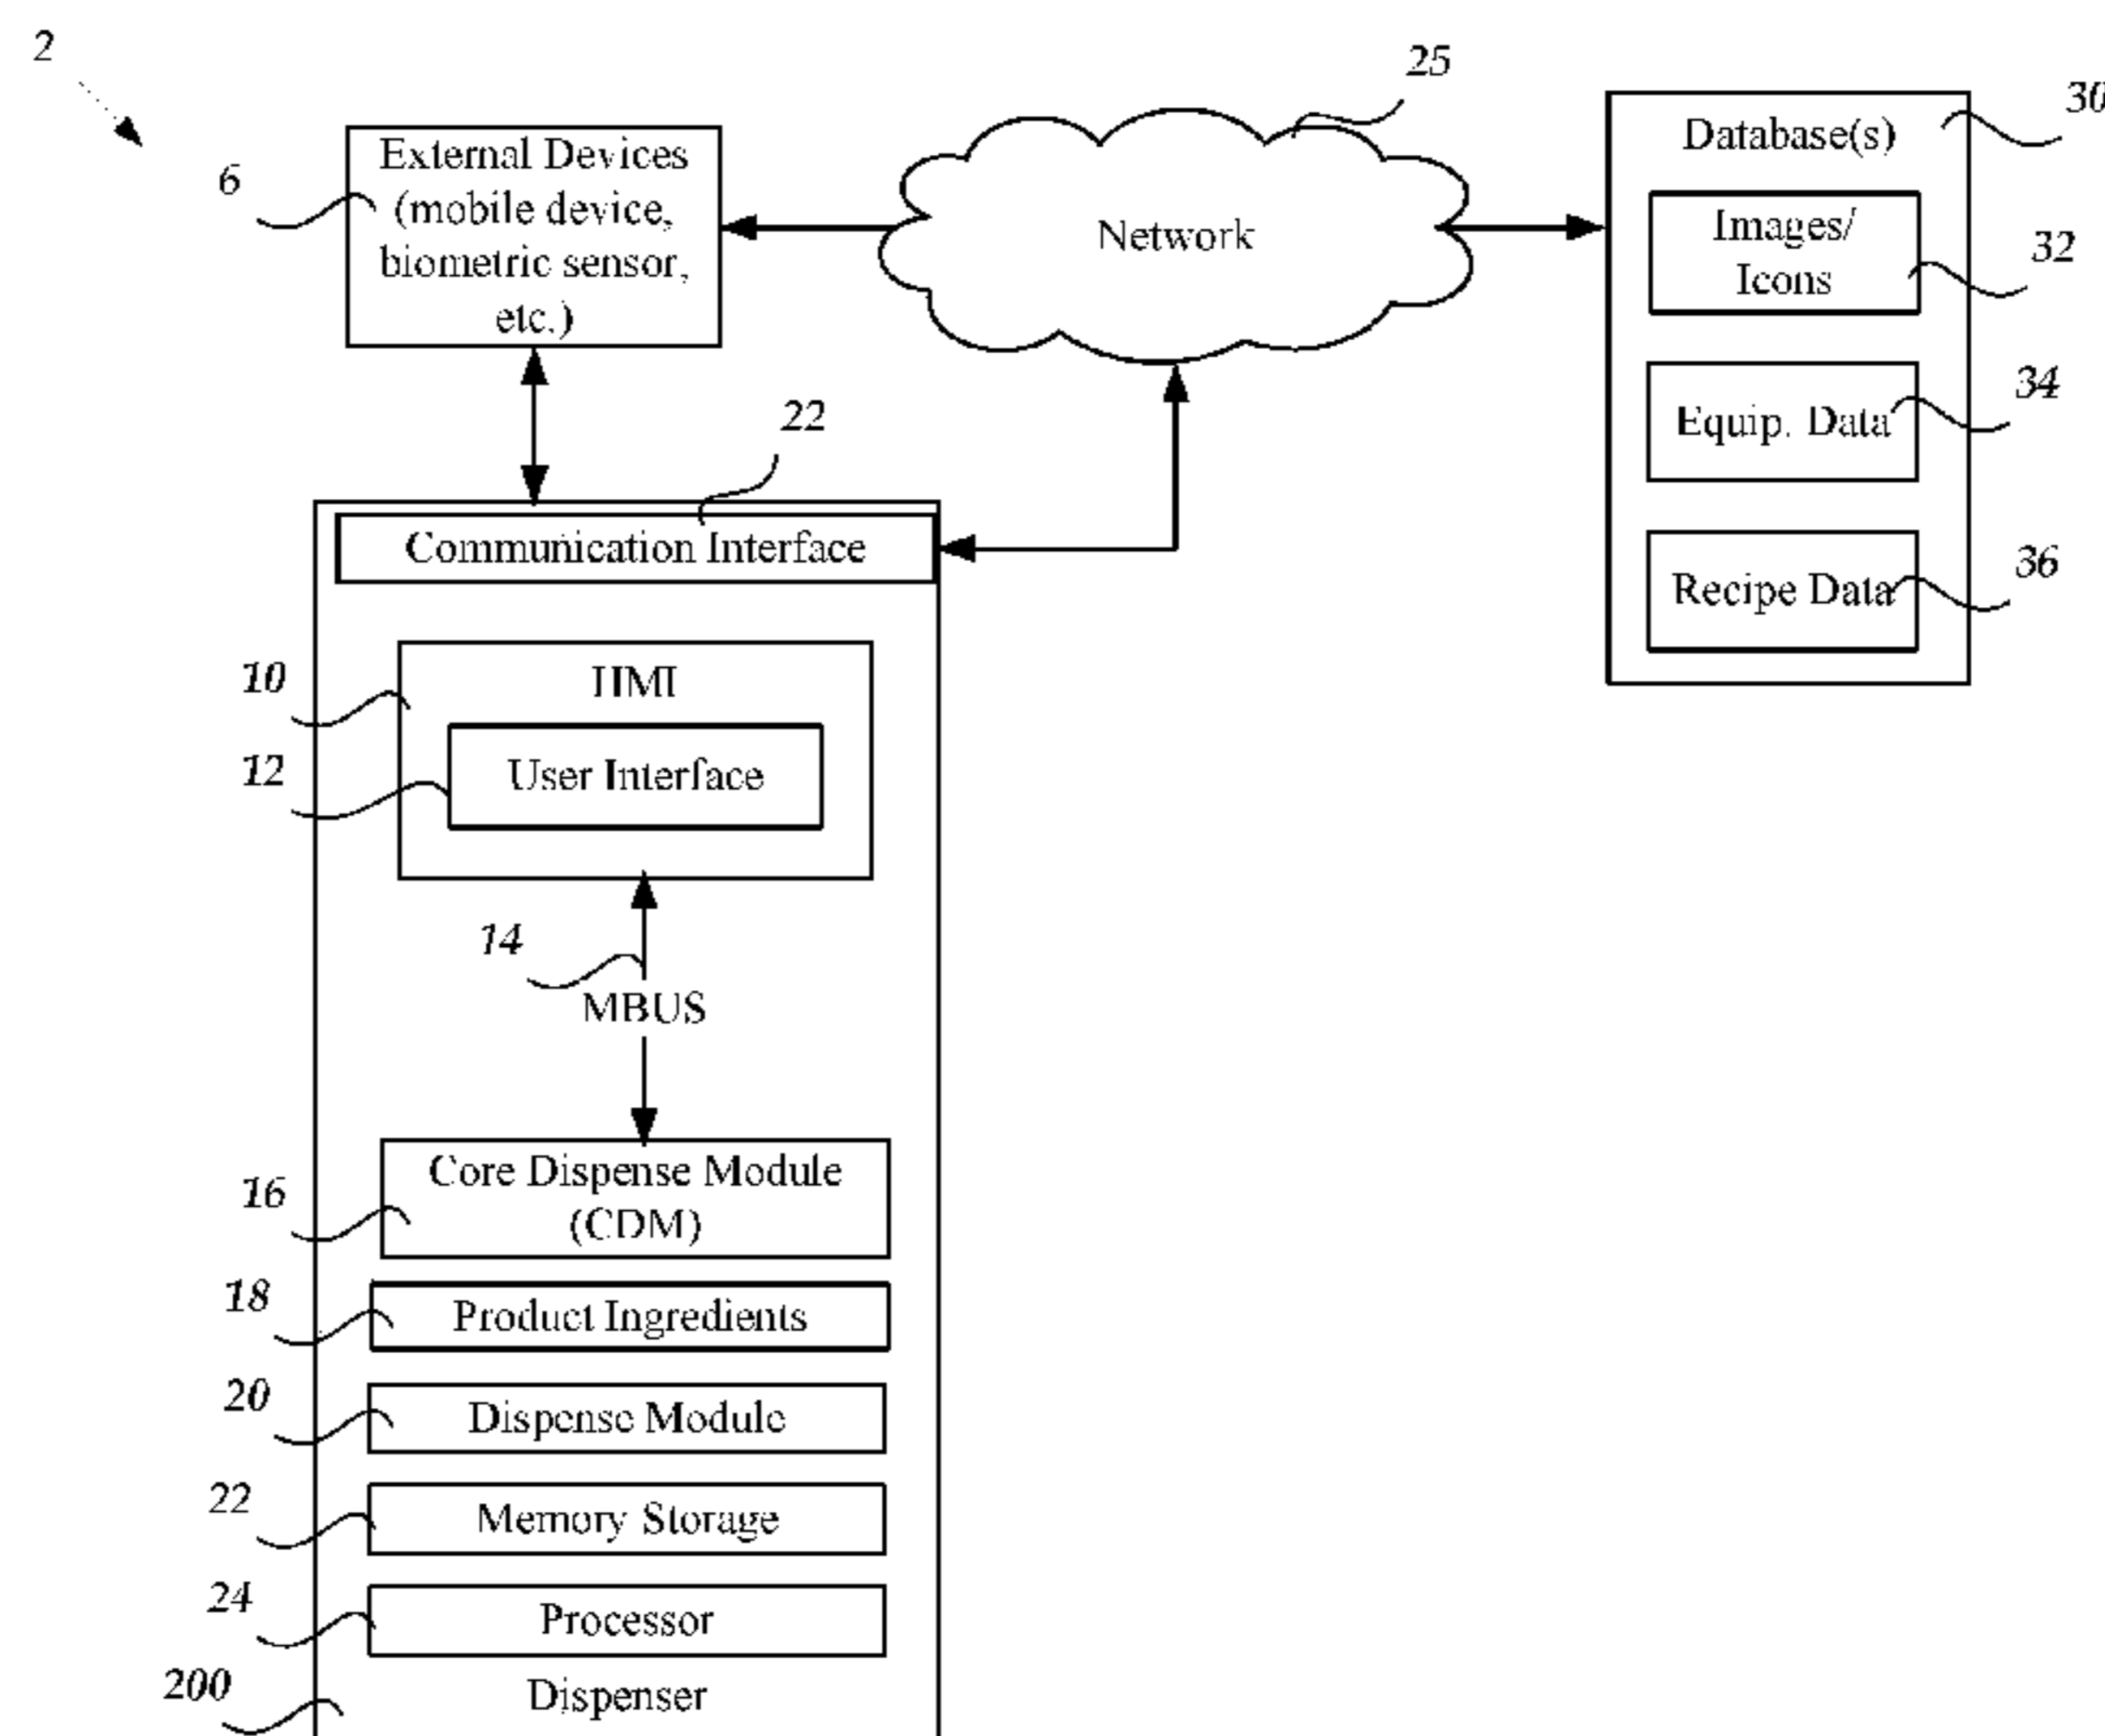 2
25
30
External Devices
(mobile device,
biometric sensor,
etc.)
6
Network
Database(s)
Images/
Icons
32
Equip. Data
34
Recipe Data
36
22
Communication Interface
10
HMI
12
User Interface
14
MBUS
16
Core Dispense Module
(CDM)
18
Product Ingredients
20
Dispense Module
22
Memory Storage
24
Processor
200
Dispenser